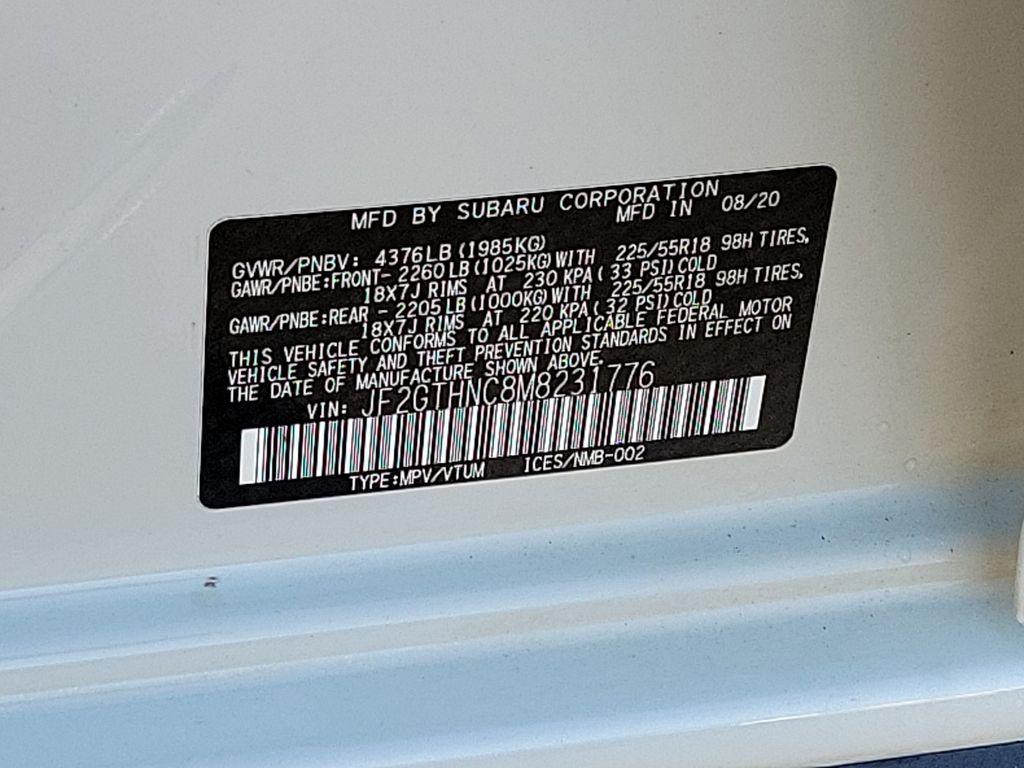 MFD BY SUBARU CORPORATION
MFD IN 08/20
GVWR/PNBV: 4376LB(1985KG)
GAWR/PNBE:FRONT- 2260LB(1025KG)WITH 225/55R18 98H TIRES,
18X7J RIMS AT 230 KPA( 33 PSI)COLD
GAWR/PNBE:REAR - 2205LB(1000KG)WITH 225/55R18 98H TIRES,
18X7J RIMS AT 220 KPA( 32 PSI)COLD
THIS VEHICLE CONFORMS TO ALL APPLICABLE FEDERAL MOTOR
VEHICLE SAFETY AND THEFT PREVENTION STANDARDS IN EFFECT ON
THE DATE OF MANUFACTURE SHOWN ABOVE.
VIN: JF2GTHNC8M8231776
TYPE:MPV/VTUM ICES/NMB-002